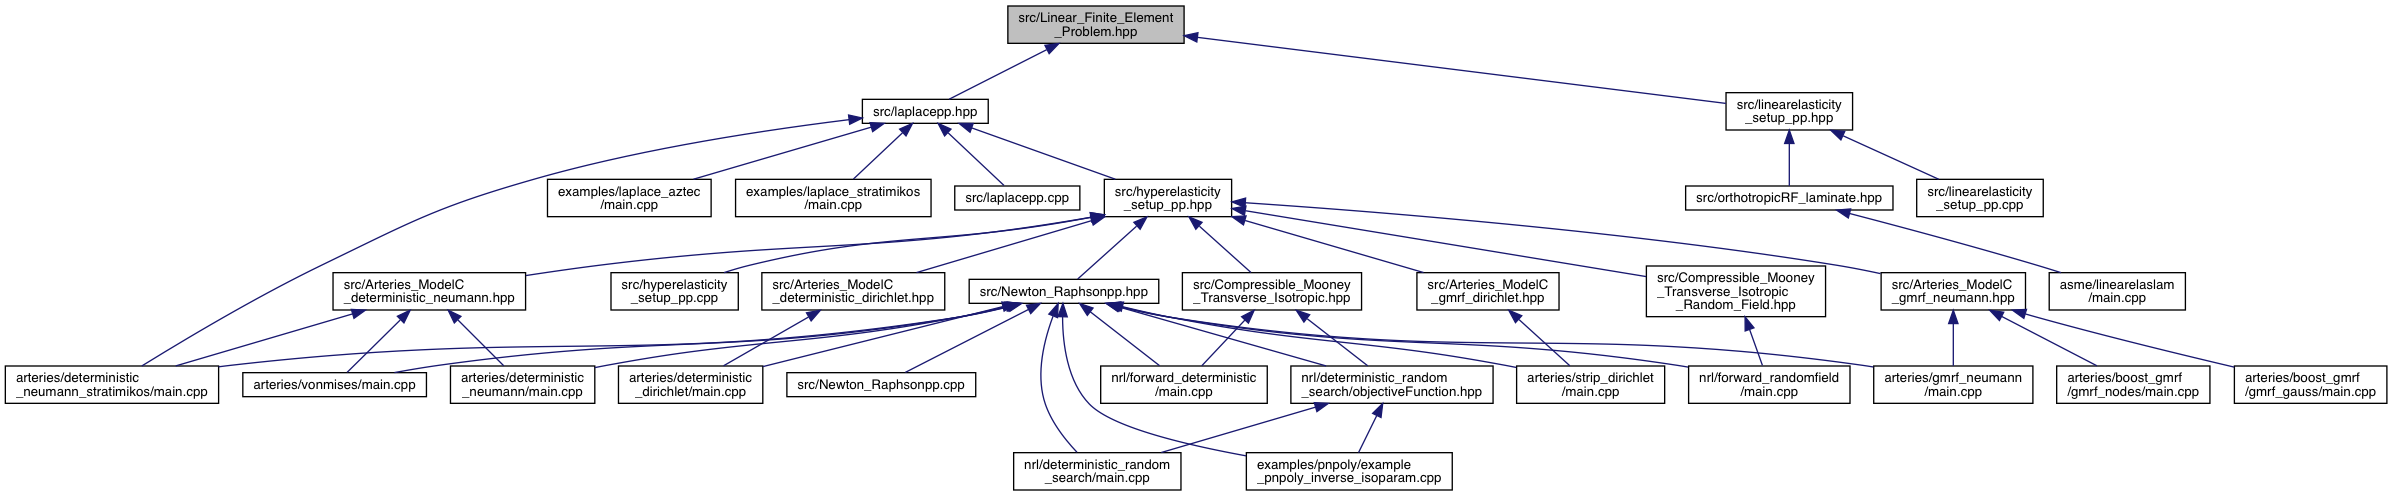 src/Linear_Finite_Element
_Problem.hpp
src/laplacepp.hpp
src/linearelasticity
_setup_pp.hpp
examples/laplace_aztec
/main.cpp
examples/laplace_stratimikos
/main.cpp
src/laplacepp.cpp
src/hyperelasticity
_setup_pp.hpp
src/orthotropicRF_laminate.hpp
src/linearelasticity
_setup_pp.cpp
src/Arteries_ModelC
_deterministic_neumann.hpp
src/hyperelasticity
_setup_pp.cpp
src/Arteries_ModelC
_deterministic_dirichlet.hpp
src/Newton_Raphsonpp.hpp
src/Compressible_Mooney
_Transverse_Isotropic.hpp
src/Arteries_ModelC
_gmrf_dirichlet.hpp
src/Compressible_Mooney
_Transverse_Isotropic
_Random_Field.hpp
src/Arteries_ModelC
_gmrf_neumann.hpp
asme/linearelaslam
/main.cpp
arteries/deterministic
_neumann_stratimikos/main.cpp
arteries/vonmises/main.cpp
arteries/deterministic
_neumann/main.cpp
arteries/deterministic
_dirichlet/main.cpp
src/Newton_Raphsonpp.cpp
nrl/forward_deterministic
/main.cpp
nrl/deterministic_random
_search/objectiveFunction.hpp
arteries/strip_dirichlet
/main.cpp
nrl/forward_randomfield
/main.cpp
arteries/gmrf_neumann
/main.cpp
arteries/boost_gmrf
/gmrf_nodes/main.cpp
arteries/boost_gmrf
/gmrf_gauss/main.cpp
nrl/deterministic_random
_search/main.cpp
examples/pnpoly/example
_pnpoly_inverse_isoparam.cpp